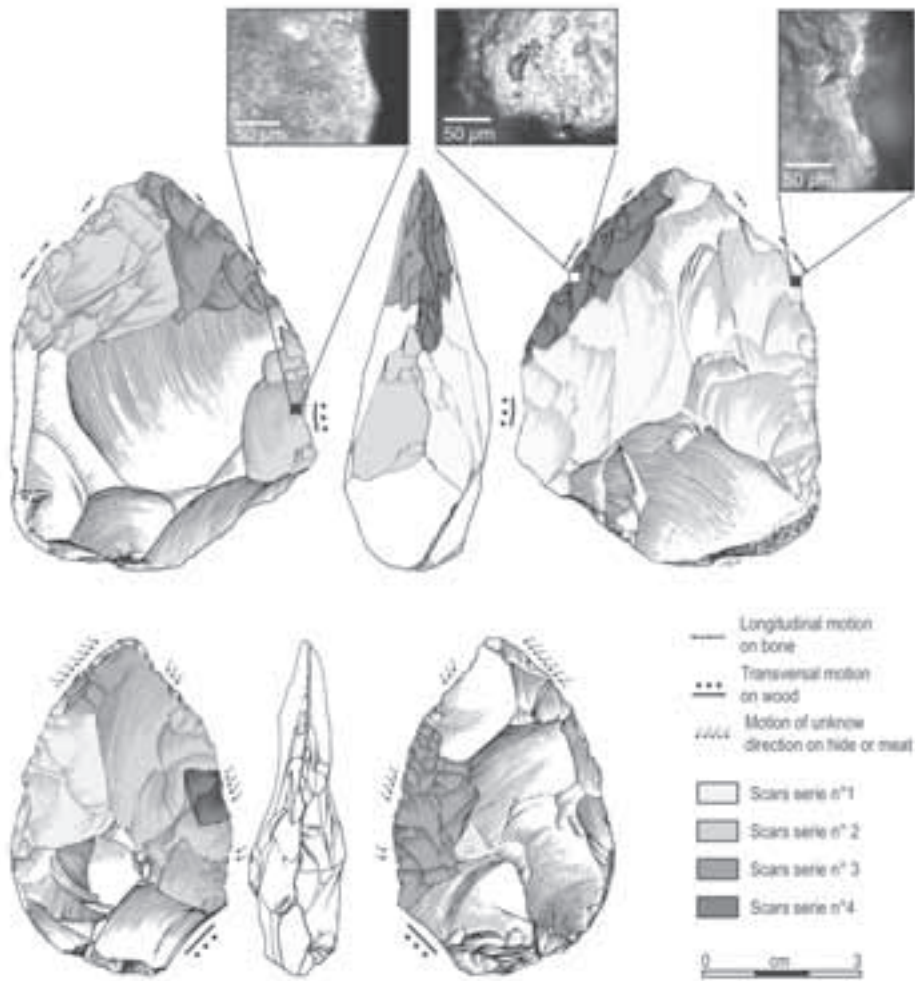 50 µm
50 µm
50 µm
Longitudinal motion
on bone
Transversal motion
on wood
Motion of unknow
direction on hide or meat
Scars serie n°1
Scars serie n° 2
Scars serie n° 3
Scars serie n°4
0 cm 3